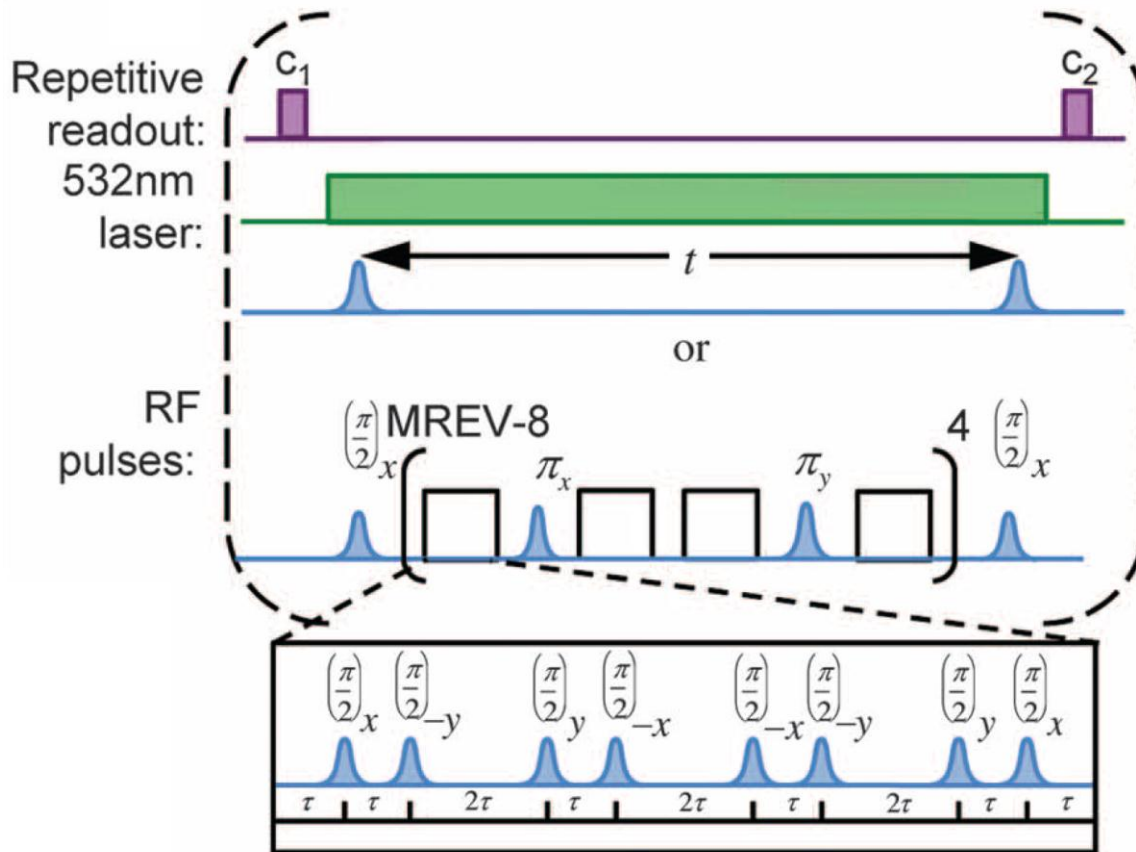 Repetitive readout:
c₁ c₂
532nm laser:
t
or
RF pulses:
(π/2)ₓ MREV-8 πₓ π_y 4 (π/2)ₓ
(π/2)ₓ (π/2)₋y (π/2)y (π/2)₋ₓ (π/2)₋ₓ (π/2)₋y (π/2)y (π/2)ₓ
τ τ 2τ τ 2τ τ 2τ τ τ